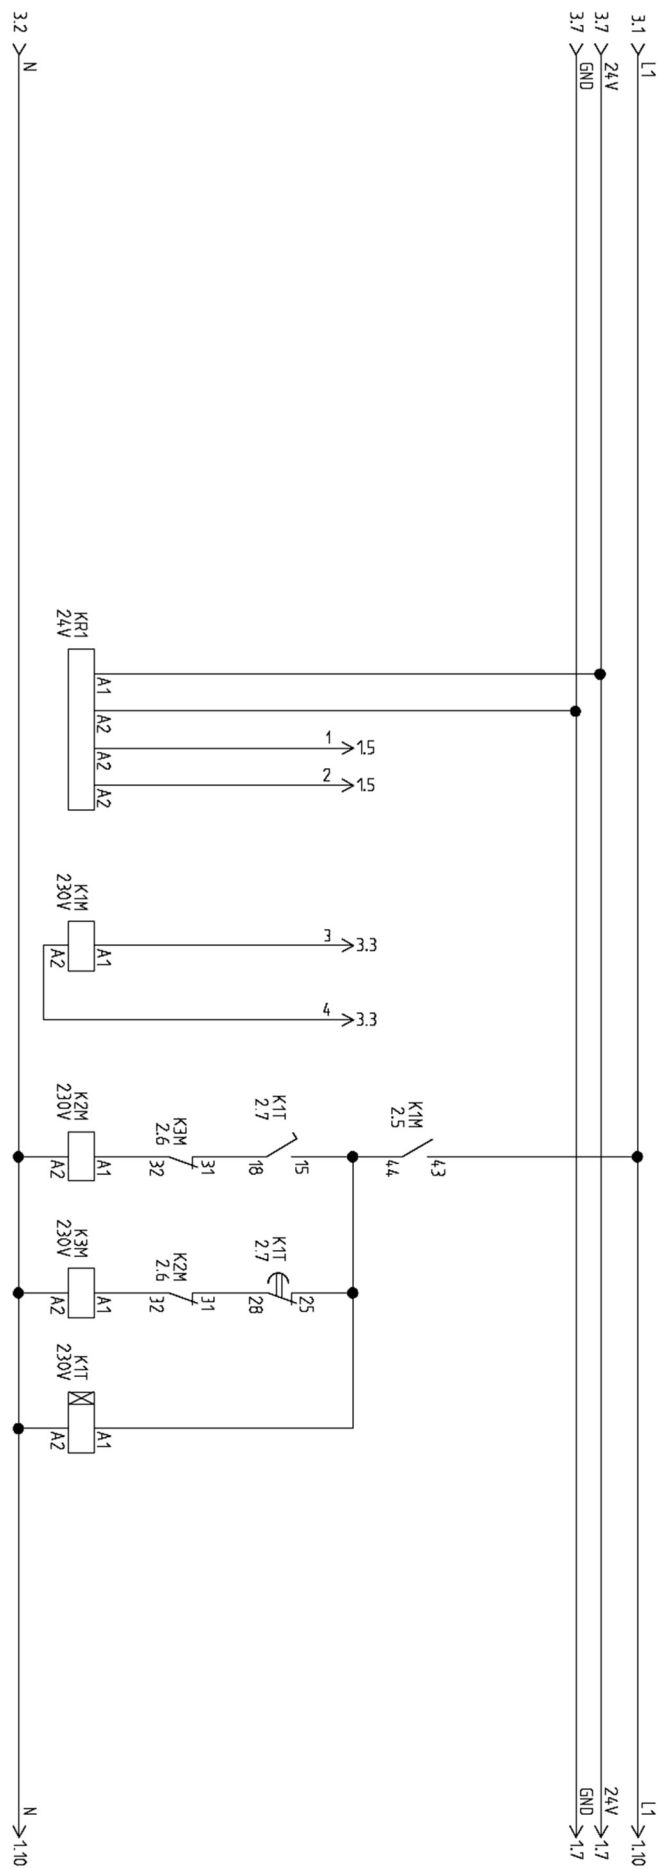 3.1
L1
L1
1.10
3.7
24V
24V
1.7
3.7
GND
GND
1.7
1
1.5
2
1.5
3
3.3
4
3.3
K1M
2.5
43
44
K1T
2.7
15
18
K1T
2.7
25
28
K3M
2.6
31
32
K2M
2.6
31
32
KR1
24V
A1
A2
A2
A2
K1M
230V
A1
A2
K2M
230V
A1
A2
K3M
230V
A1
A2
K1T
230V
A1
A2
3.2
N
N
1.10